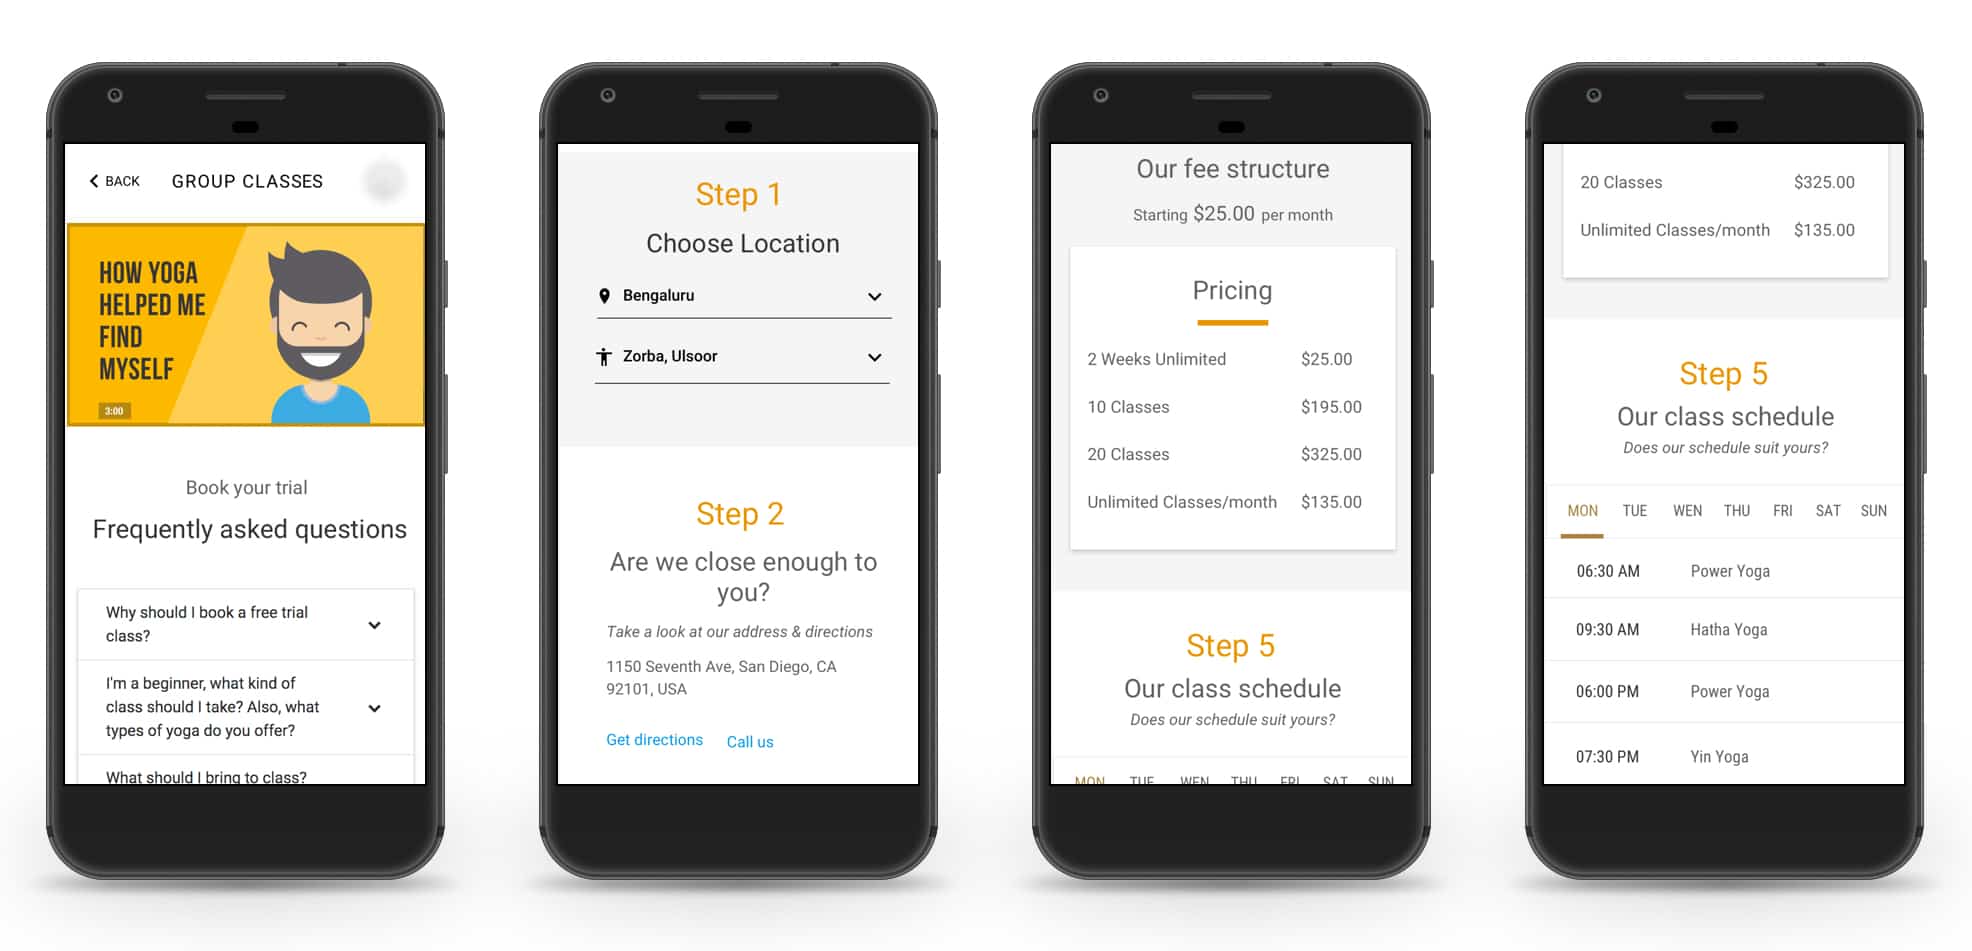 BACK
GROUP CLASSES
HOW YOGA
HELPED ME
FIND
MYSELF
3:00
Book your trial
Frequently asked questions
Why should I book a free trial
class?
I'm a beginner, what kind of
class should I take? Also, what
types of yoga do you offer?
What should I bring to class?
Step 1
Choose Location
Bengaluru
Zorba, Ulsoor
Step 2
Are we close enough to
you?
Take a look at our address & directions
1150 Seventh Ave, San Diego, CA
92101, USA
Get directions
Call us
Our fee structure
Starting $25.00 per month
Pricing
2 Weeks Unlimited $25.00
10 Classes $195.00
20 Classes $325.00
Unlimited Classes/month $135.00
Step 5
Our class schedule
Does our schedule suit yours?
MON TUE WEN THU FRI SAT SUN
20 Classes $325.00
Unlimited Classes/month $135.00
Step 5
Our class schedule
Does our schedule suit yours?
MON TUE WEN THU FRI SAT SUN
06:30 AM Power Yoga
09:30 AM Hatha Yoga
06:00 PM Power Yoga
07:30 PM Yin Yoga